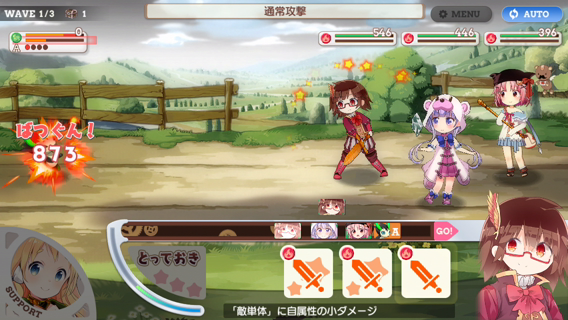 WAVE 1/3 1
通常攻撃
MENU
AUTO
0
546
446
396
A
ばつぐん!
873
A
GO!
とっておき
SUPPORT
「敵単体」に自属性の小ダメージ